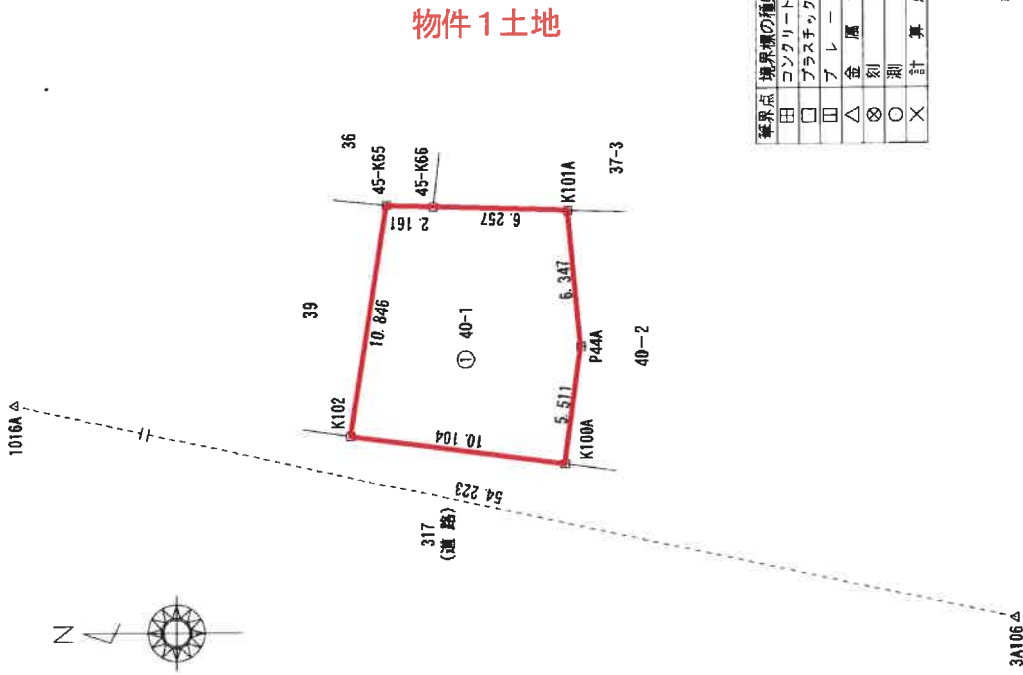 物件1土地
筆界点 境界標の種
田 コンクリート
□ プラスチック
プレー
△ 金属
⊗ 刻
○ 測
× 計算
36
45-K65
45-K66
K101A
37-3
2.161
6.257
6.347
39
10.846
① 40-1
P44A
40-2
5.511
K102
10.104
K100A
1016A
54.223
317
(道路)
N
3A106